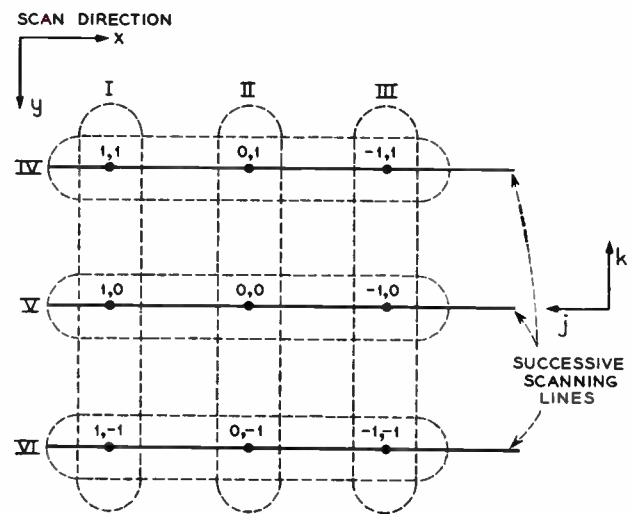 SCAN DIRECTION
x
y
I II III
IV 1,1 0,1 -1,1
k
V 1,0 0,0 -1,0
j
SUCCESSIVE
SCANNING
LINES
VI 1,-1 0,-1 -1,-1